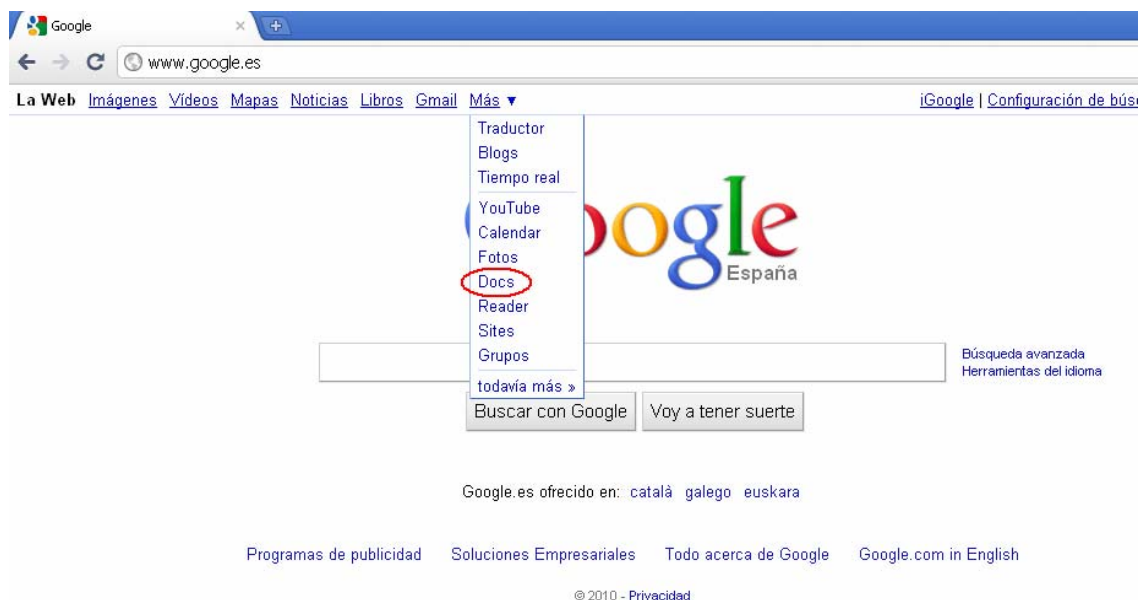 Google
www.google.es
La Web Imágenes Vídeos Mapas Noticias Libros Gmail Más ▼ iGoogle | Configuración de
Traductor
Blogs
Tiempo real
YouTube
Calendar
Fotos
Docs
Reader
Sites
Grupos
todavía más »
España
Búsqueda avanzada
Herramientas del idioma
Buscar con Google Voy a tener suerte
Google.es ofrecido en: català galego euskara
Programas de publicidad Soluciones Empresariales Todo acerca de Google Google.com in English
© 2010 - Privacidad